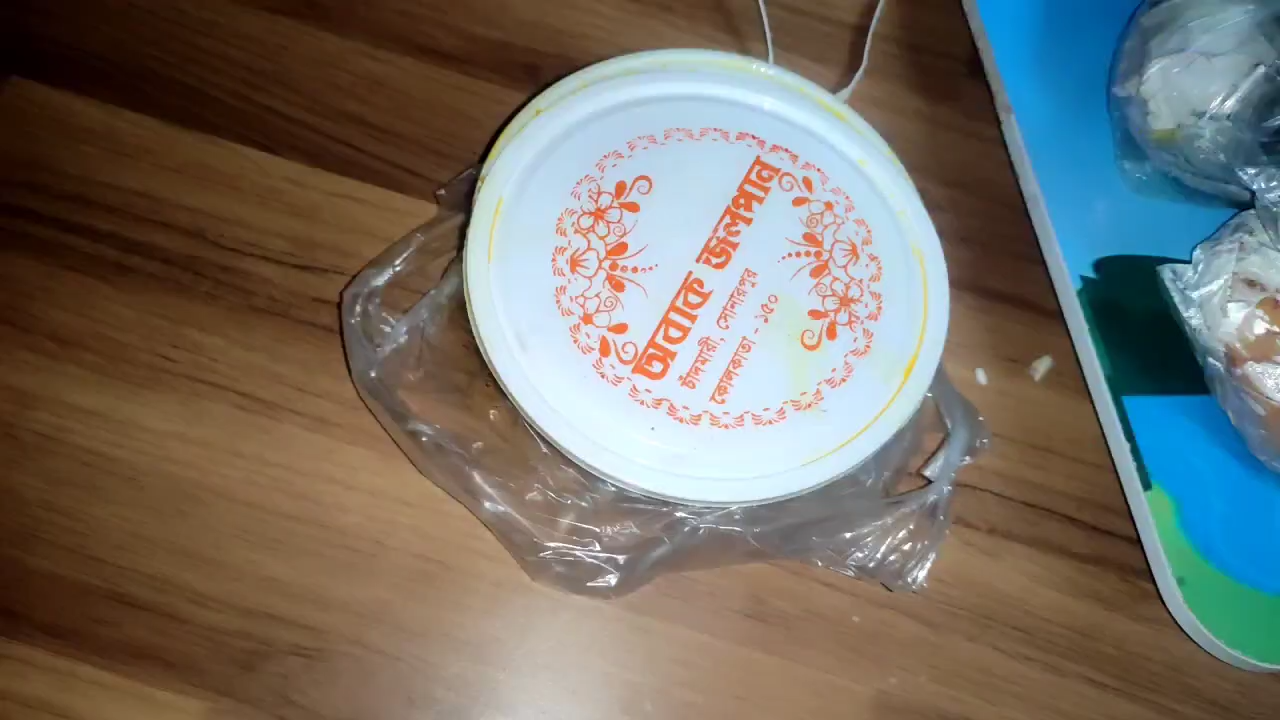 অবাক জলপান
চাঁদমারী, সোনারপুর
কোলকাতা - ১৫০